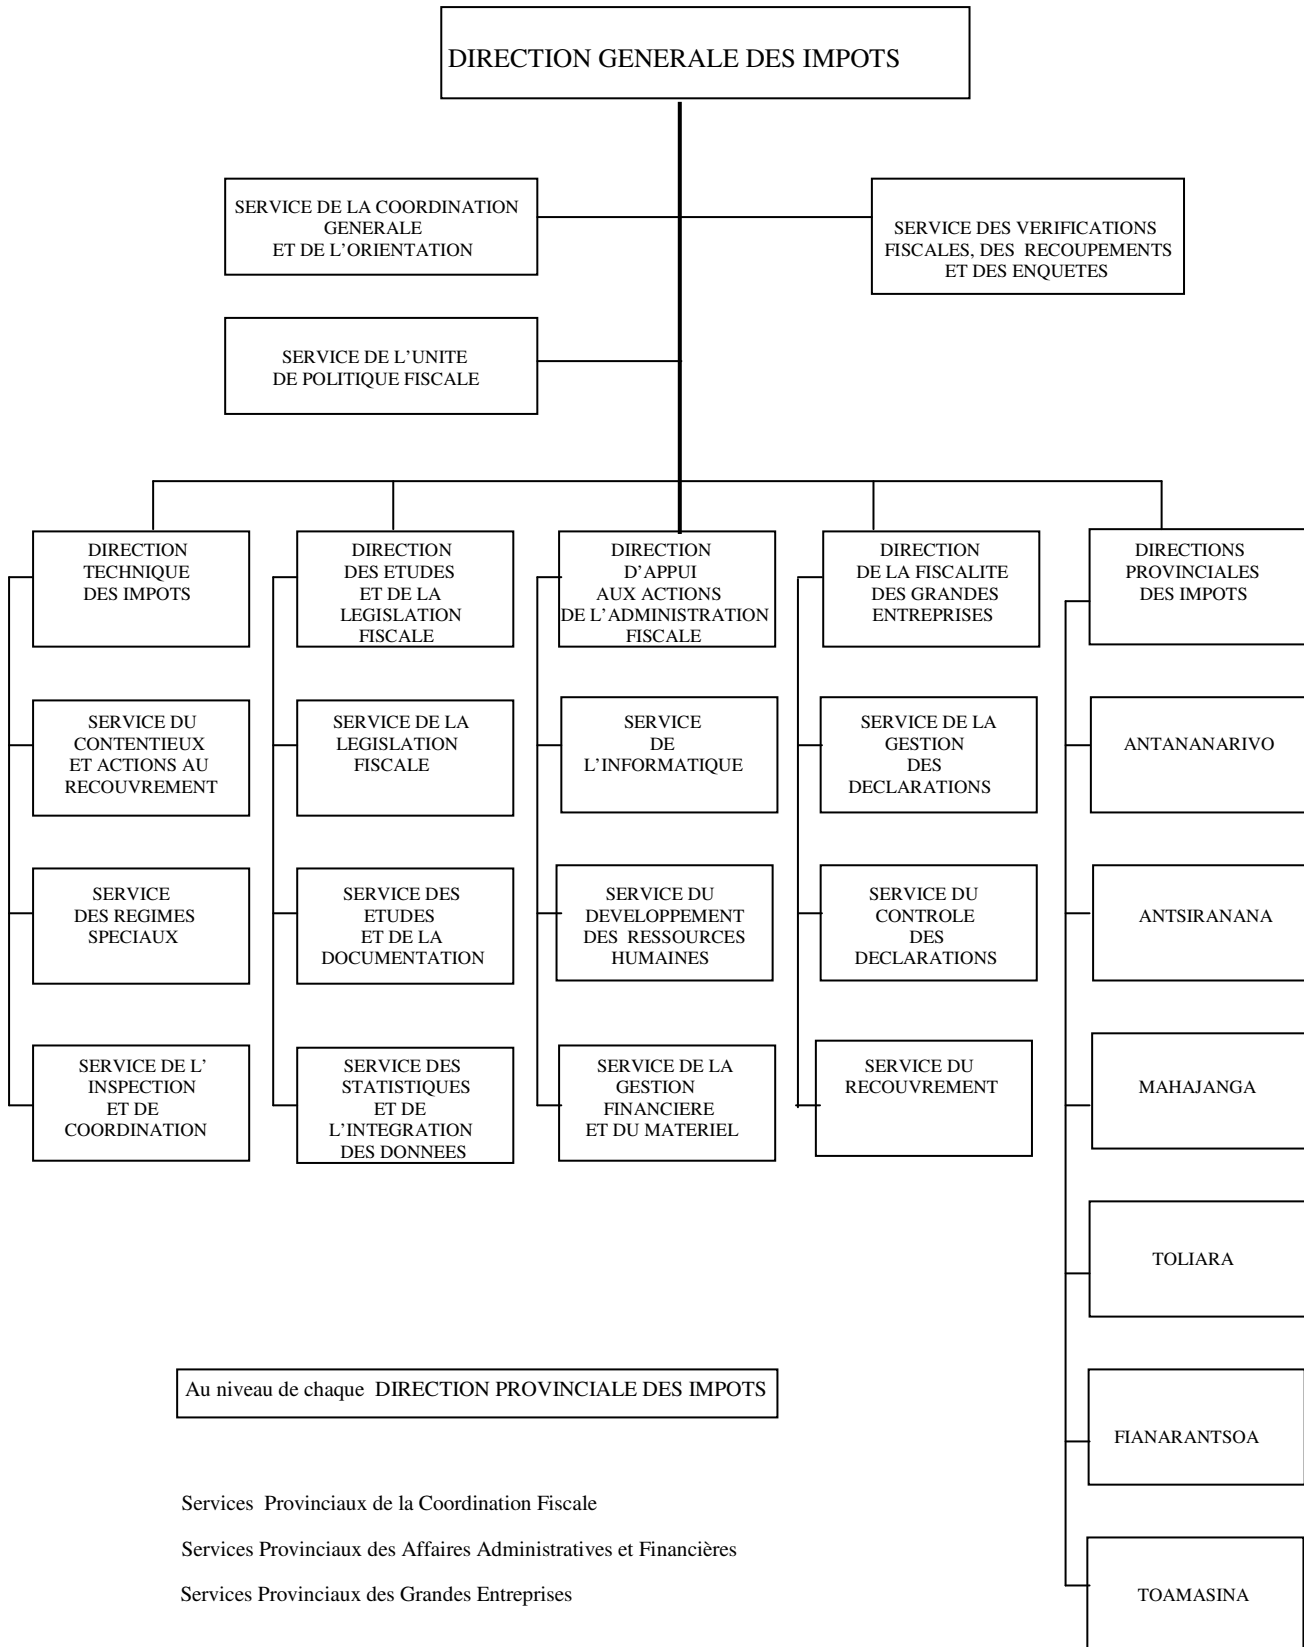 DIRECTION GENERALE DES IMPOTS
SERVICE DE LA COORDINATION
GENERALE
ET DE L'ORIENTATION
SERVICE DES VERIFICATIONS
FISCALES, DES RECOUPEMENTS
ET DES ENQUETES
SERVICE DE L'UNITE
DE POLITIQUE FISCALE
DIRECTION
TECHNIQUE
DES IMPOTS
DIRECTION
DES ETUDES
ET DE LA
LEGISLATION
FISCALE
DIRECTION
D'APPUI
AUX ACTIONS
DE L'ADMINISTRATION
FISCALE
DIRECTION
DE LA FISCALITE
DES GRANDES
ENTREPRISES
DIRECTIONS
PROVINCIALES
DES IMPOTS
SERVICE DU
CONTENTIEUX
ET ACTIONS AU
RECOUVREMENT
SERVICE DE LA
LEGISLATION
FISCALE
SERVICE
DE
L'INFORMATIQUE
SERVICE DE LA
GESTION
DES
DECLARATIONS
ANTANANARIVO
SERVICE
DES REGIMES
SPECIAUX
SERVICE DES
ETUDES
ET DE LA
DOCUMENTATION
SERVICE DU
DEVELOPPEMENT
DES RESSOURCES
HUMAINES
SERVICE DU
CONTROLE
DES
DECLARATIONS
ANTSIRANANA
SERVICE DE L'
INSPECTION
ET DE
COORDINATION
SERVICE DES
STATISTIQUES
ET DE
L'INTEGRATION
DES DONNEES
SERVICE DE LA
GESTION
FINANCIERE
ET DU MATERIEL
SERVICE DU
RECOUVREMENT
MAHAJANGA
TOLIARA
FIANARANTSOA
TOAMASINA
Au niveau de chaque DIRECTION PROVINCIALE DES IMPOTS
Services Provinciaux de la Coordination Fiscale
Services Provinciaux des Affaires Administratives et Financières
Services Provinciaux des Grandes Entreprises